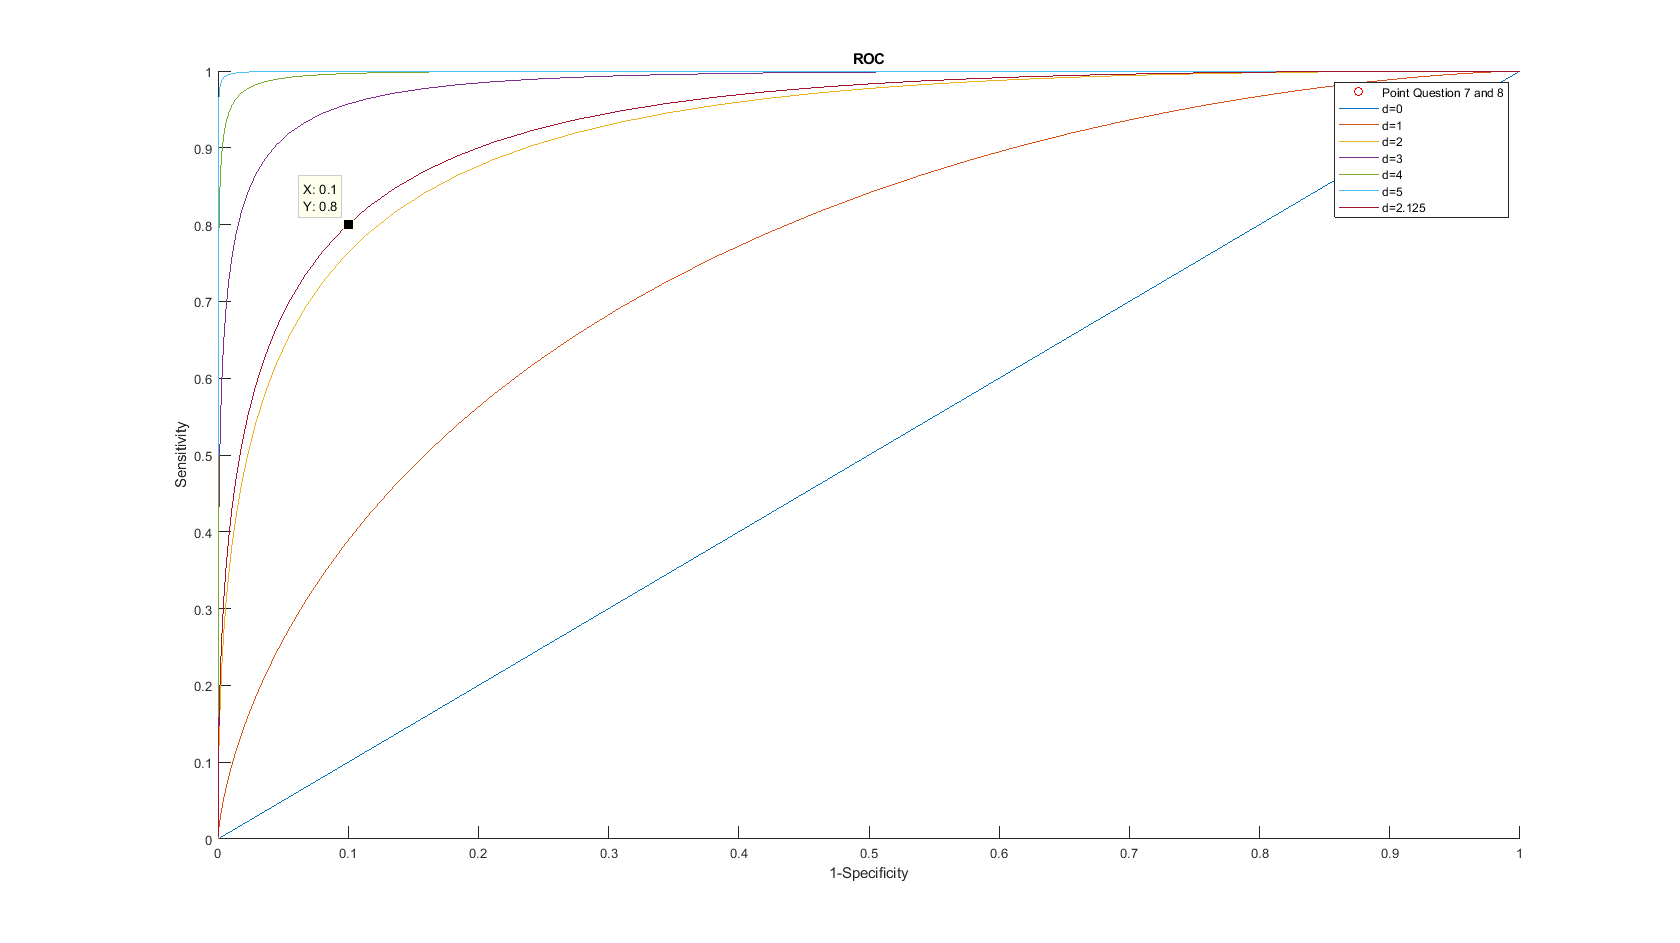 ROC
Sensitivity
1
0.9
0.8
0.7
0.6
0.5
0.4
0.3
0.2
0.1
0
X: 0.1
Y: 0.8
Point Question 7 and 8
d=0
d=1
d=2
d=3
d=4
d=5
d=2.125
0 0.1 0.2 0.3 0.4 0.5 0.6 0.7 0.8 0.9 1
1-Specificity